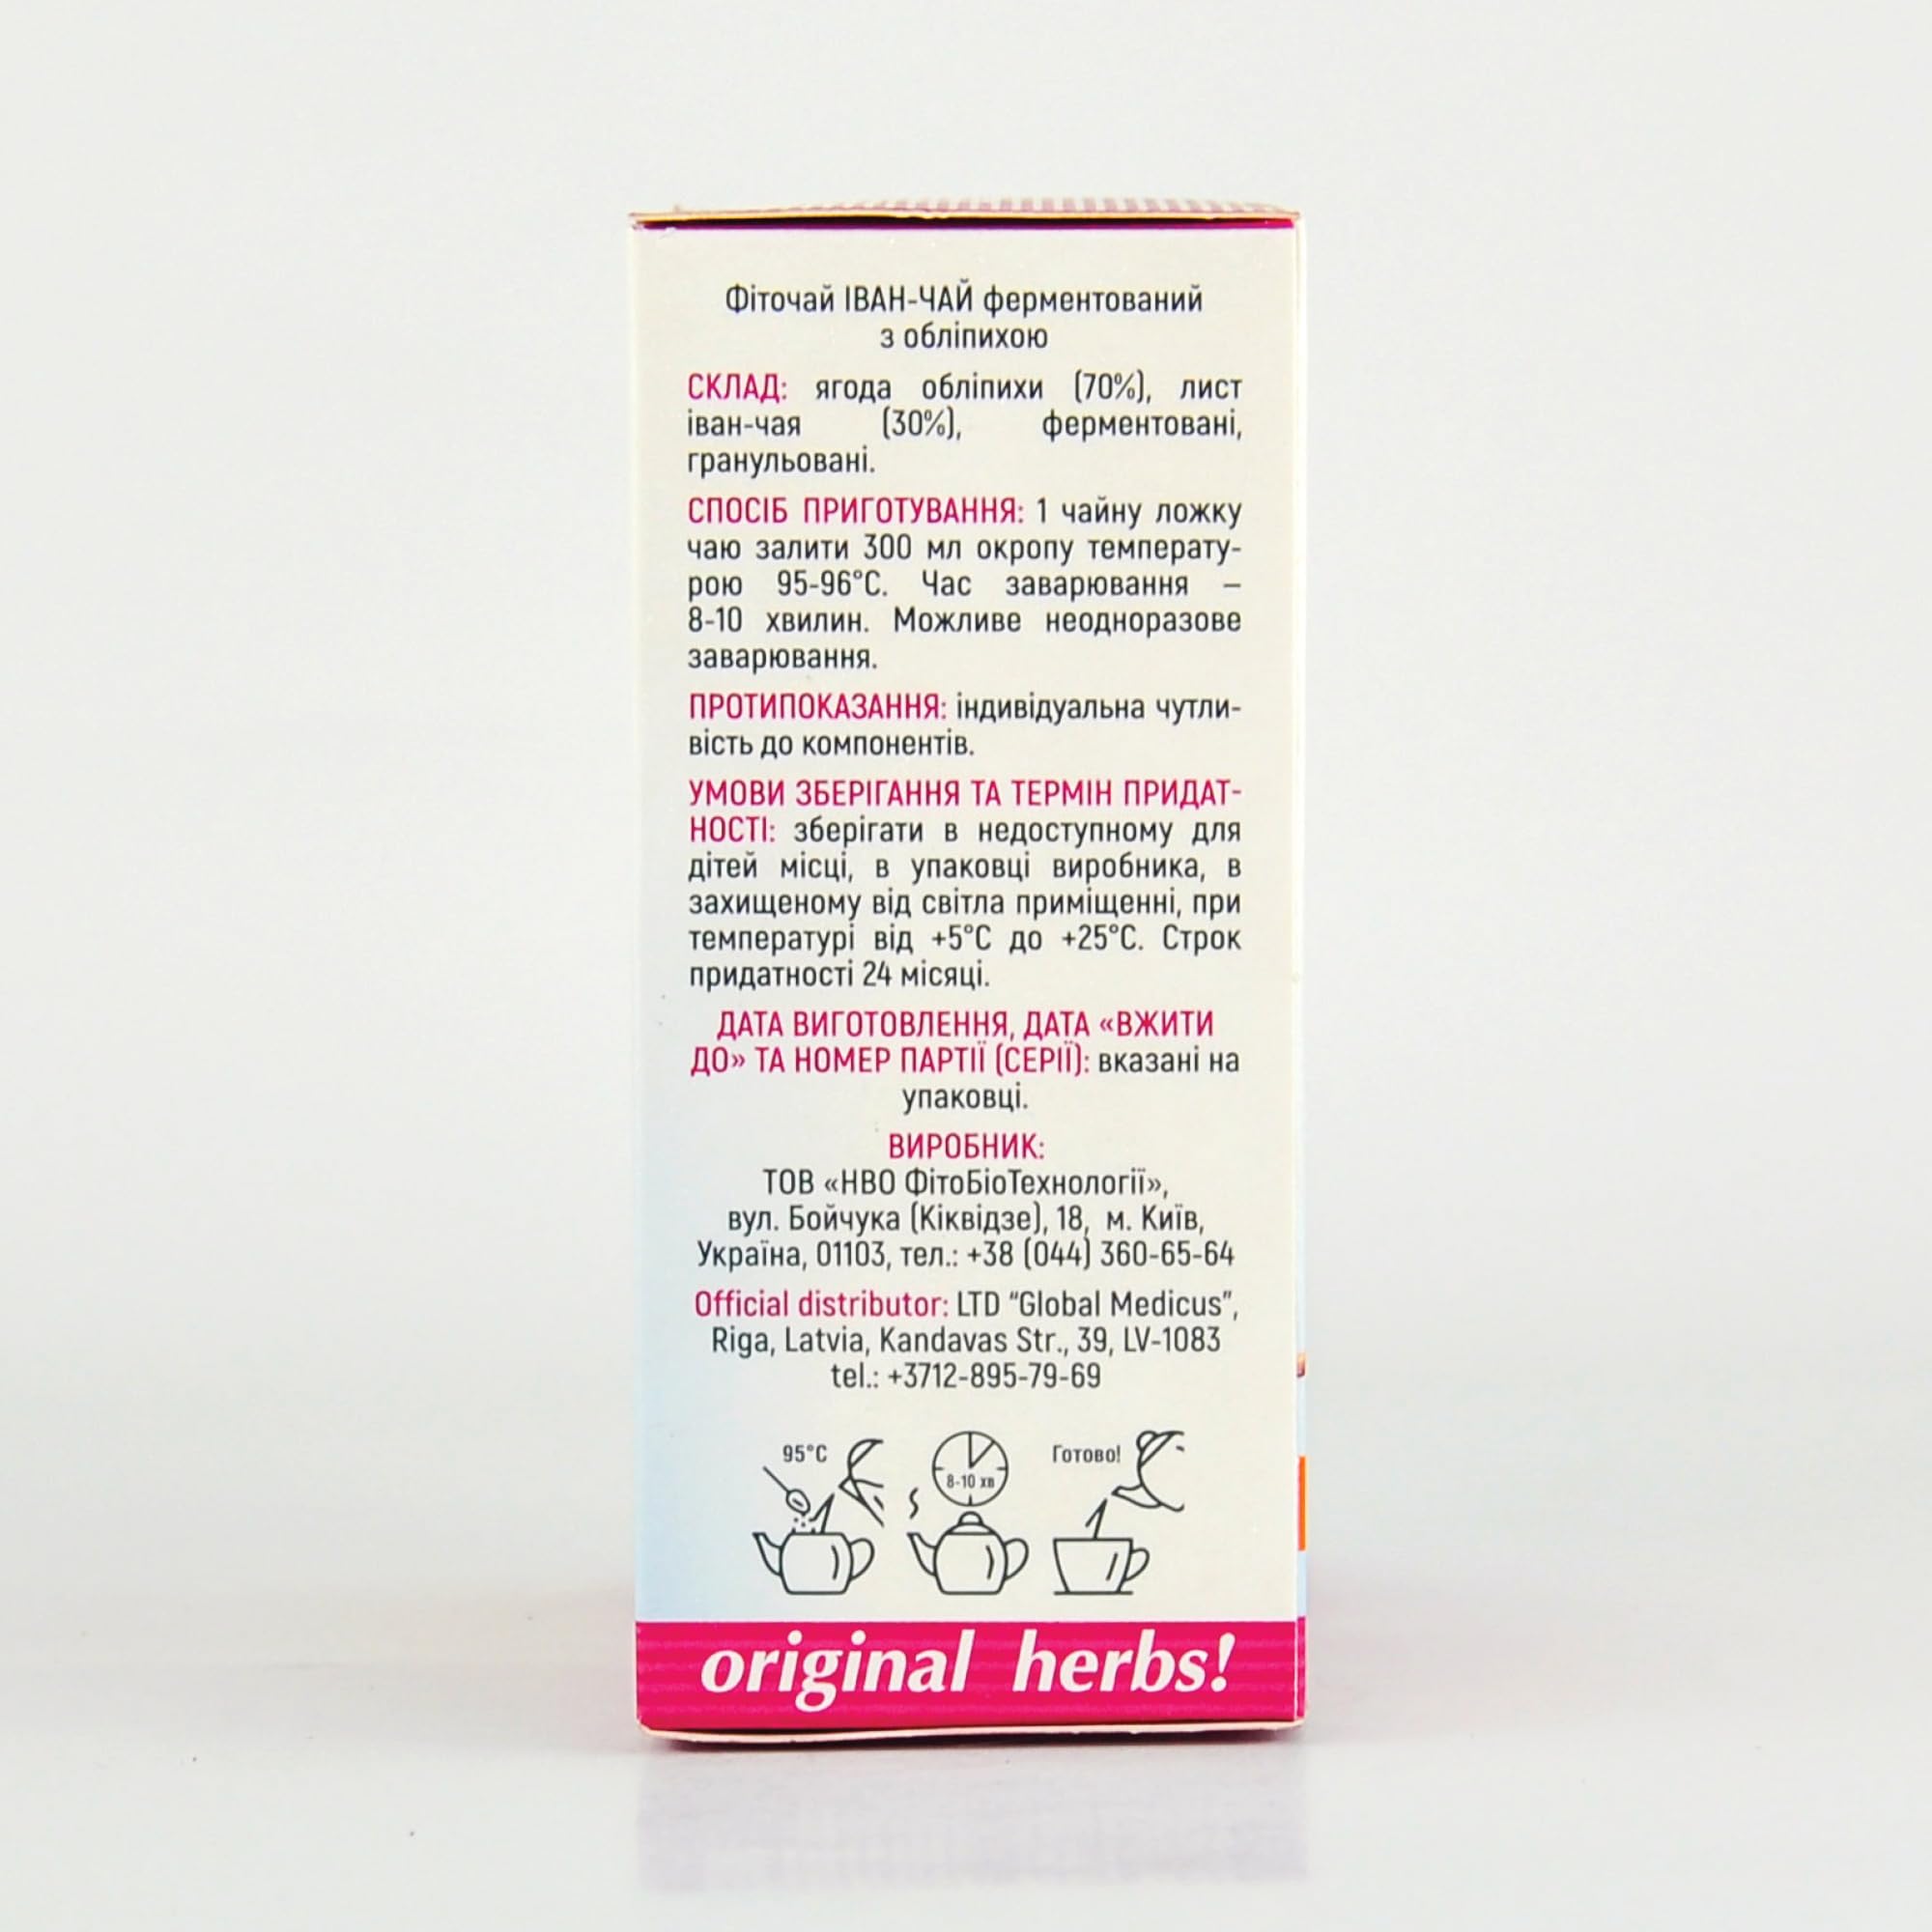 Фіточай ІВАН-ЧАЙ ферментований
з обліпихою
СКЛАД: ягода обліпихи (70%), лист
іван-чая (30%), ферментовані,
гранульовані.
СПОСІБ ПРИГОТУВАННЯ: 1 чайну ложку
чаю залити 300 мл окропу температу-
рою 95-96°С. Час заварювання –
8-10 хвилин. Можливе неодноразове
заварювання.
ПРОТИПОКАЗАННЯ: індивідуальна чутли-
вість до компонентів.
УМОВИ ЗБЕРІГАННЯ ТА ТЕРМІН ПРИДАТ-
НОСТІ: зберігати в недоступному для
дітей місці, в упаковці виробника, в
захищеному від світла приміщенні, при
температурі від +5°С до +25°С. Строк
придатності 24 місяці.
ДАТА ВИГОТОВЛЕННЯ, ДАТА «ВЖИТИ
ДО» ТА НОМЕР ПАРТІЇ (СЕРІЇ): вказані на
упаковці.
ВИРОБНИК:
ТОВ «НВО ФітоБіоТехнології»,
вул. Бойчука (Кіквідзе), 18, м. Київ,
Україна, 01103, тел.: +38 (044) 360-65-64
Official distributor: LTD “Global Medicus”,
Riga, Latvia, Kandavas Str., 39, LV-1083
tel.: +3712-895-79-69
95°С
8-10 хв
Готово!
original herbs!